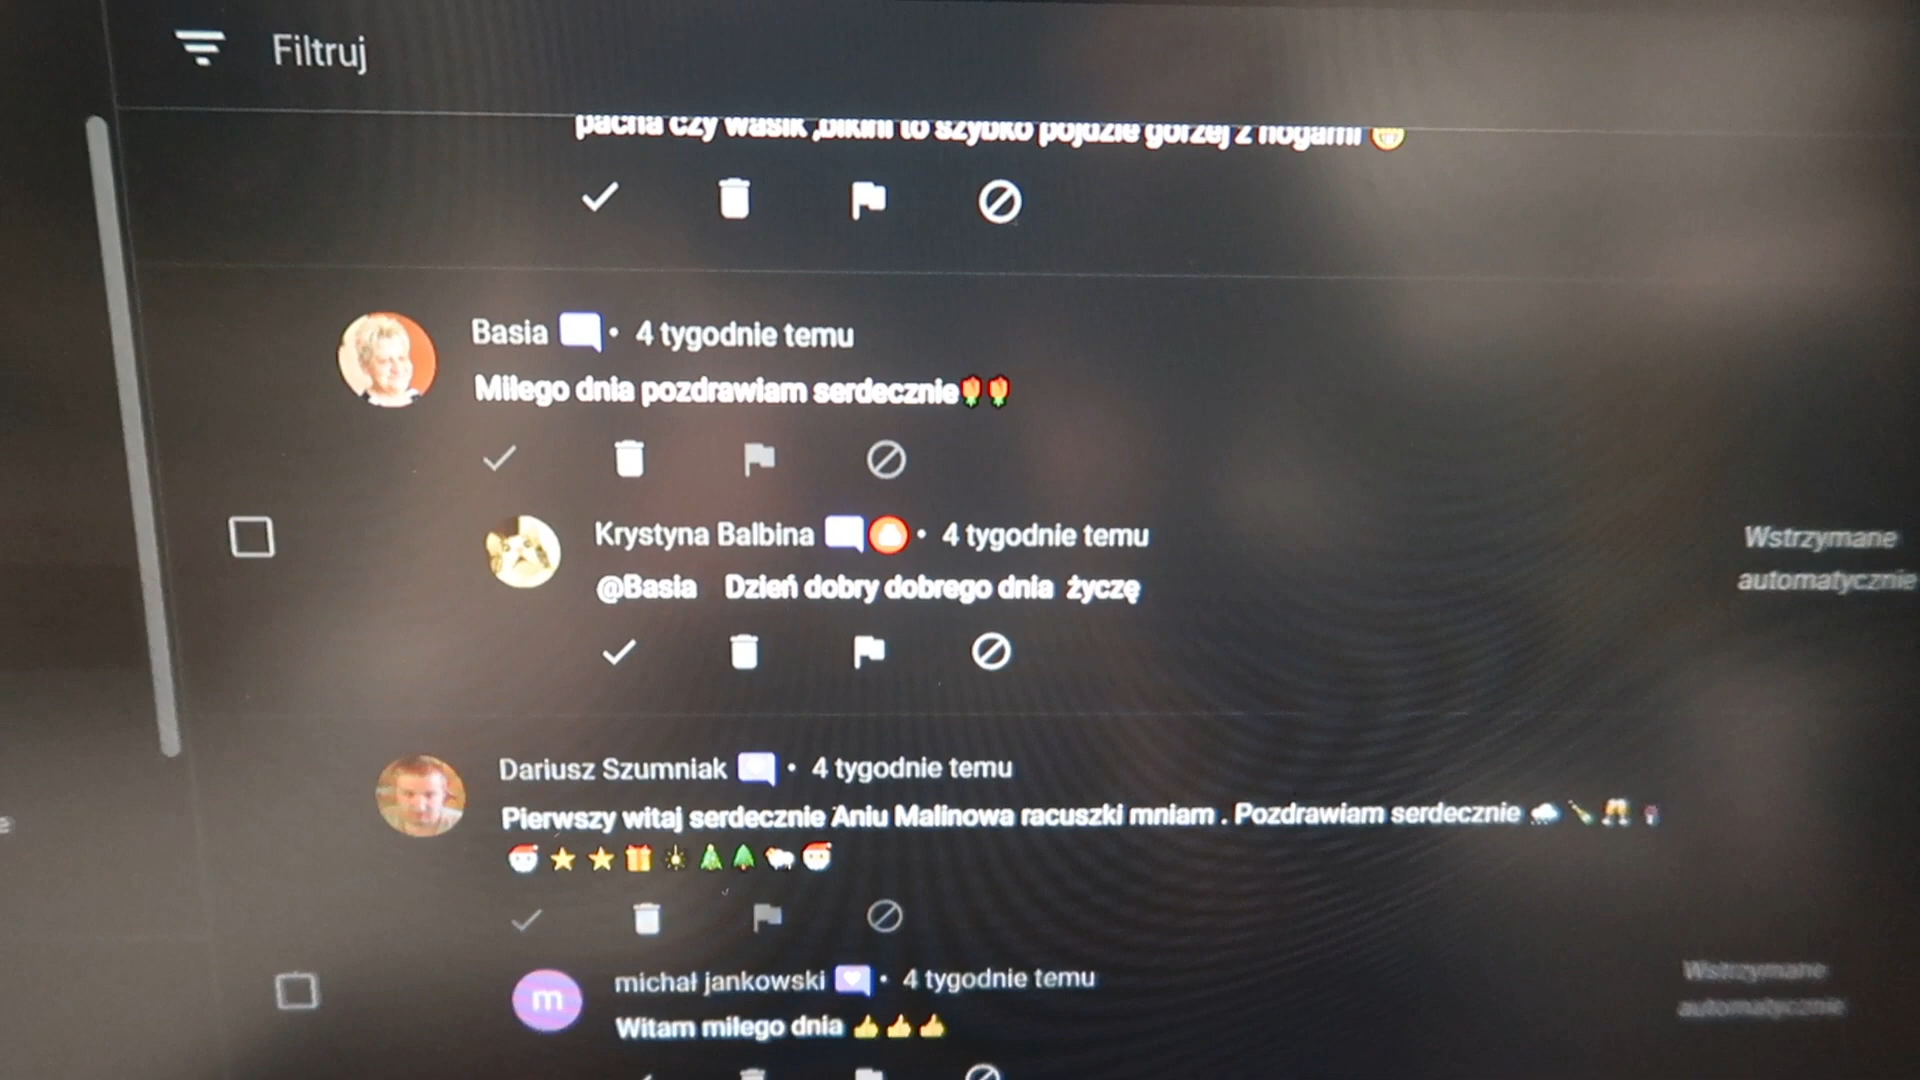 Filtruj
pacha czy wąsik ,bikini to szybko pojdzie gorzej z nogami 😁
Basia • 4 tygodnie temu
Miłego dnia pozdrawiam serdecznie🌷🌷
Krystyna Balbina • 4 tygodnie temu
@Basia Dzień dobry dobrego dnia życzę
Wstrzymane
automatycznie
Dariusz Szumniak • 4 tygodnie temu
Pierwszy witaj serdecznie Aniu Malinowa racuszki mniam . Pozdrawiam serdecznie 🌨️🍾🥂
🎅⭐⭐🎁☀️🎄🌲🐑🎅
michał jankowski • 4 tygodnie temu
Witam miłego dnia 👍👍👍
Wstrzymane
automatycznie
m